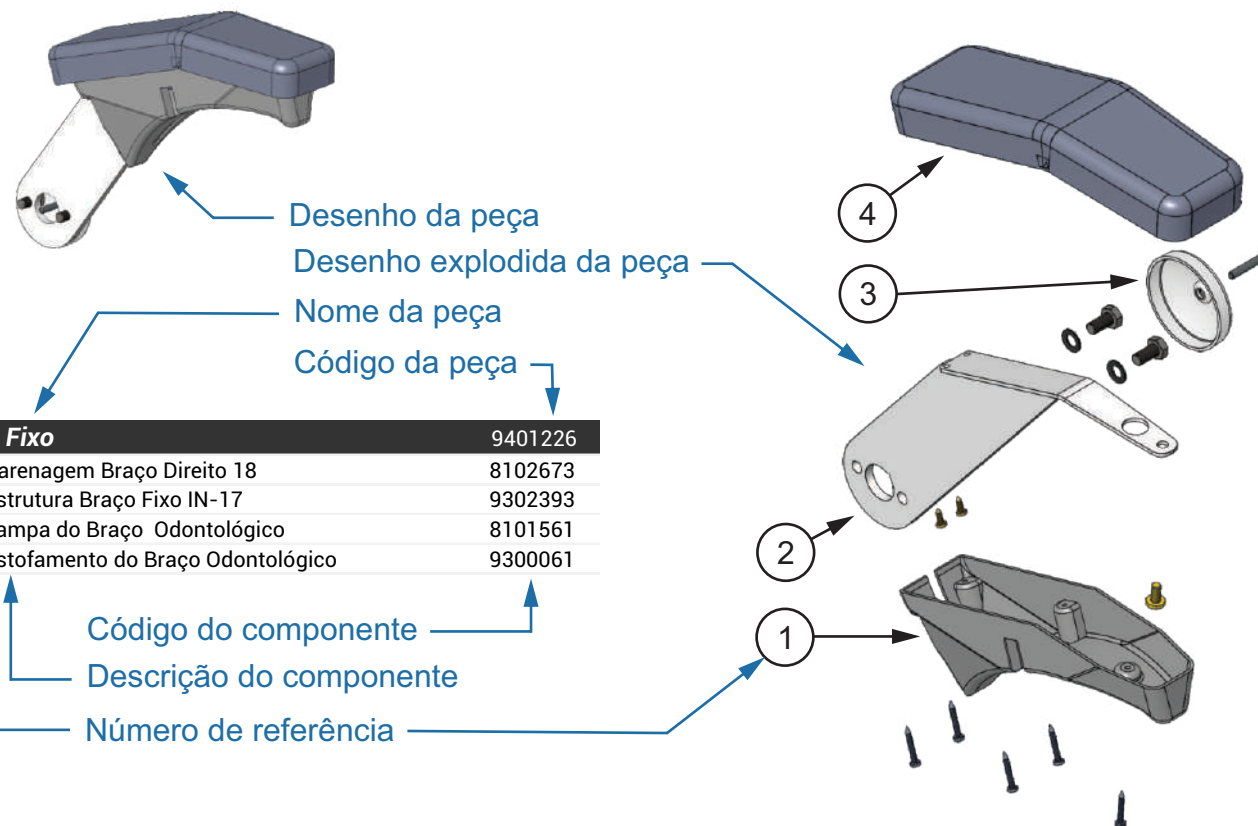 Desenho da peça
Desenho explodida da peça
Nome da peça
Código da peça
Fixo 9401226
arenagem Braço Direito 18 8102673
strutura Braço Fixo IN-17 9302393
ampa do Braço Odontológico 8101561
stofamento do Braço Odontológico 9300061
Código do componente
Descrição do componente
Número de referência
4
3
2
1